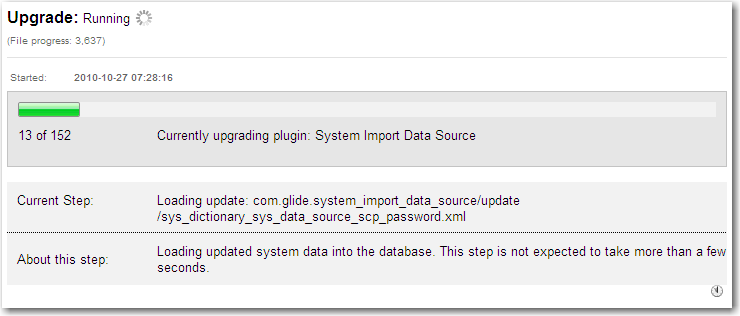 Upgrade: Running
(File progress: 3,637)
Started: 2010-10-27 07:28:16
13 of 152 Currently upgrading plugin: System Import Data Source
Current Step: Loading update: com.glide.system_import_data_source/update
/sys_dictionary_sys_data_source_scp_password.xml
About this step: Loading updated system data into the database. This step is not expected to take more than a few
seconds.